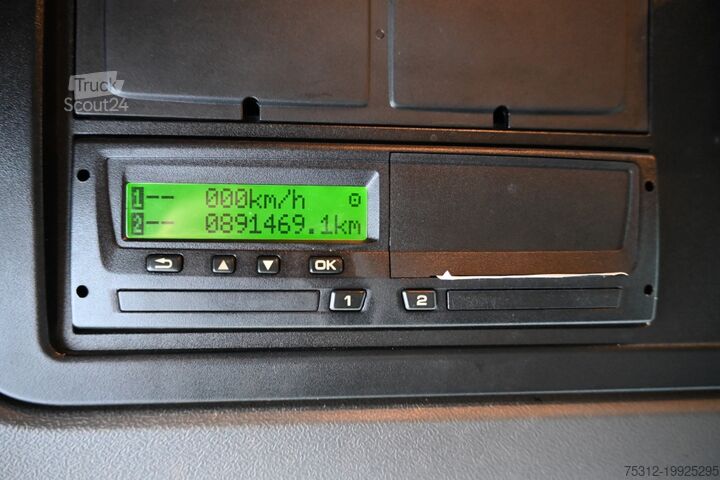 Truck
Scout24
1-- 000km/h ⊙
2-- 0891469.1km
OK
1
2
75312-19925295